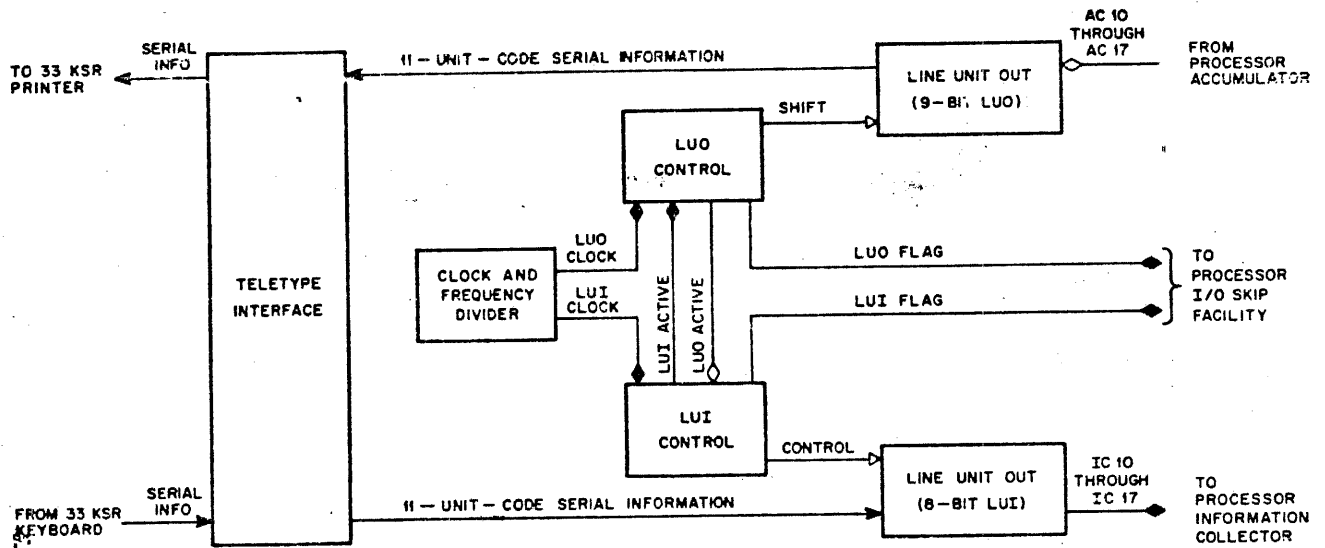 AC 10
THROUGH
AC 17
FROM
PROCESSOR
ACCUMULATOR
SERIAL
INFO
TO 33 KSR
PRINTER
11-UNIT-CODE SERIAL INFORMATION
LINE UNIT OUT
(9-BIT LUO)
SHIFT
LUO
CONTROL
LUO
CLOCK
CLOCK AND
FREQUENCY
DIVIDER
LUI
CLOCK
LUI ACTIVE
LUO ACTIVE
LUO FLAG
LUI FLAG
TO
PROCESSOR
I/O SKIP
FACILITY
TELETYPE
INTERFACE
LUI
CONTROL
CONTROL
LINE UNIT OUT
(8-BIT LUI)
IC 10
THROUGH
IC 17
TO
PROCESSOR
INFORMATION
COLLECTOR
SERIAL
INFO
FROM 33 KSR
KEYBOARD
11-UNIT-CODE SERIAL INFORMATION